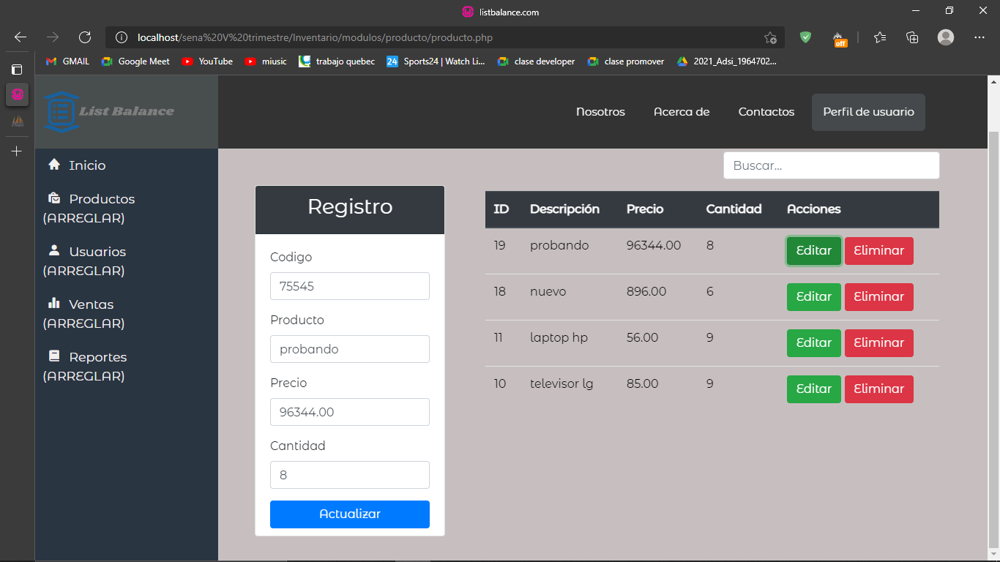 listbalance.com
localhost/sena%20V%20trimestre/Inventario/modulos/producto/producto.php
off
GMAIL
Google Meet
YouTube
miusic
trabajo quebec
24
Sports24 | Watch Li...
clase developer
clase promover
2021_Adsi_1964702...
List Balance
Nosotros
Acerca de
Contactos
Perfil de usuario
Inicio
Productos
(ARREGLAR)
Usuarios
(ARREGLAR)
Ventas
(ARREGLAR)
Reportes
(ARREGLAR)
Buscar...
Registro
Codigo
75545
Producto
probando
Precio
96344.00
Cantidad
8
Actualizar
ID Descripción Precio Cantidad Acciones
19 probando 96344.00 8 Editar Eliminar
18 nuevo 896.00 6 Editar Eliminar
11 laptop hp 56.00 9 Editar Eliminar
10 televisor lg 85.00 9 Editar Eliminar